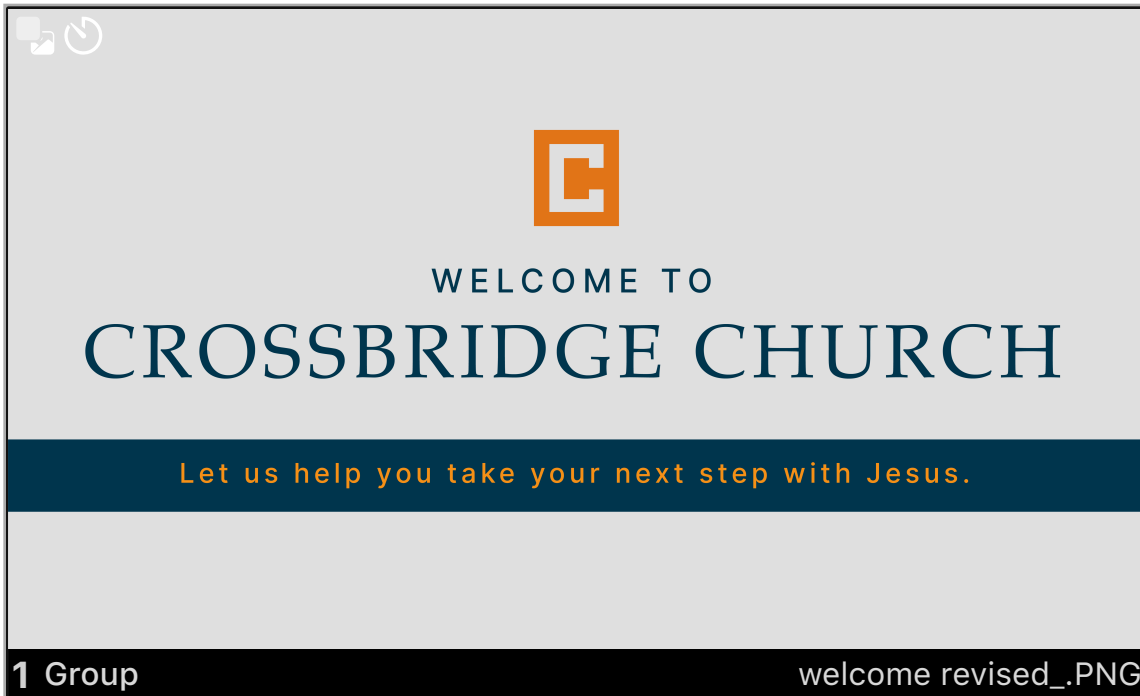 C
WELCOME TO
CROSSBRIDGE CHURCH
Let us help you take your next step with Jesus.
1 Group welcome revised_.PNG